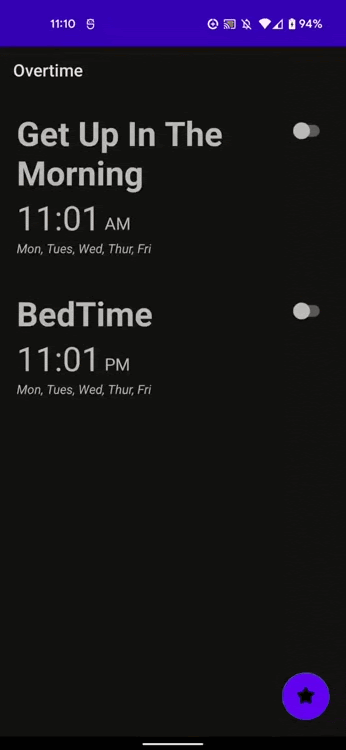 11:10 94%
Overtime
Get Up In The
Morning
11:01 AM
Mon, Tues, Wed, Thur, Fri
BedTime
11:01 PM
Mon, Tues, Wed, Thur, Fri